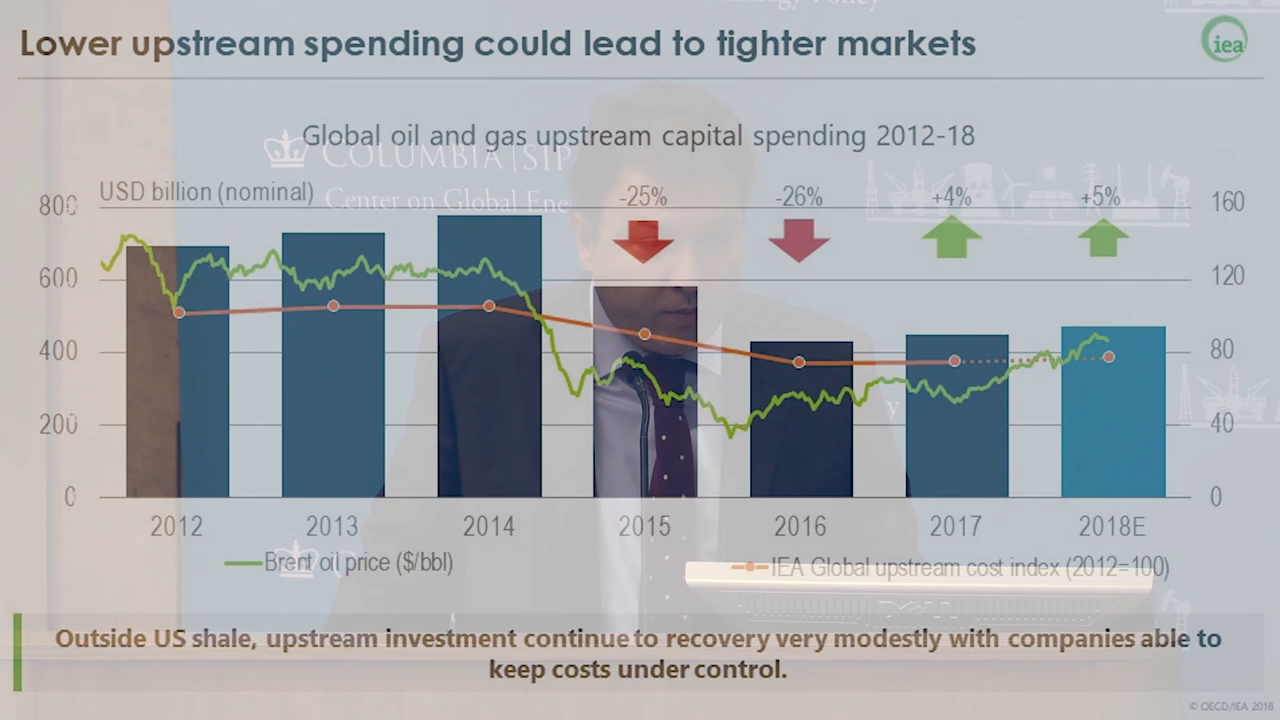 Energy Policy
Lower upstream spending could lead to tighter markets
iea
Global oil and gas upstream capital spending 2012-18
COLUMBIA | SIP
Center on Global Ene
USD billion (nominal)
-25% -26% +4% +5%
800 160
600 120
400 80
200 40
0 0
2012 2013 2014 2015 2016 2017 2018E
Brent oil price ($/bbl) IEA Global upstream cost index (2012=100)
Outside US shale, upstream investment continue to recovery very modestly with companies able to
keep costs under control.
© OECD/IEA 2018